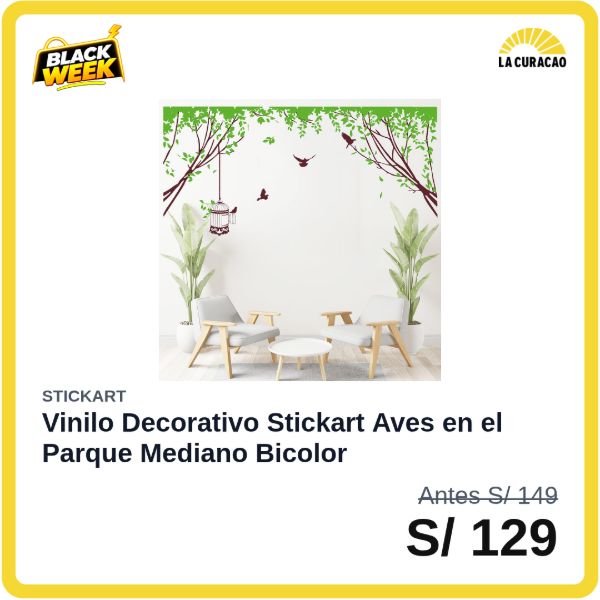 BLACK
WEEK
LA CURACAO
STICKART
Vinilo Decorativo Stickart Aves en el
Parque Mediano Bicolor
Antes S/ 149
S/ 129